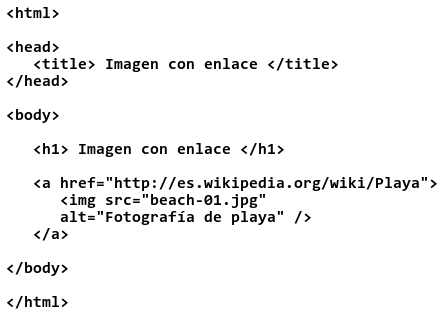 <html>
<head>
<title> Imagen con enlace </title>
</head>
<body>
<h1> Imagen con enlace </h1>
<a href="http://es.wikipedia.org/wiki/Playa">
<img src="beach-01.jpg"
alt="Fotografía de playa" />
</a>
</body>
</html>